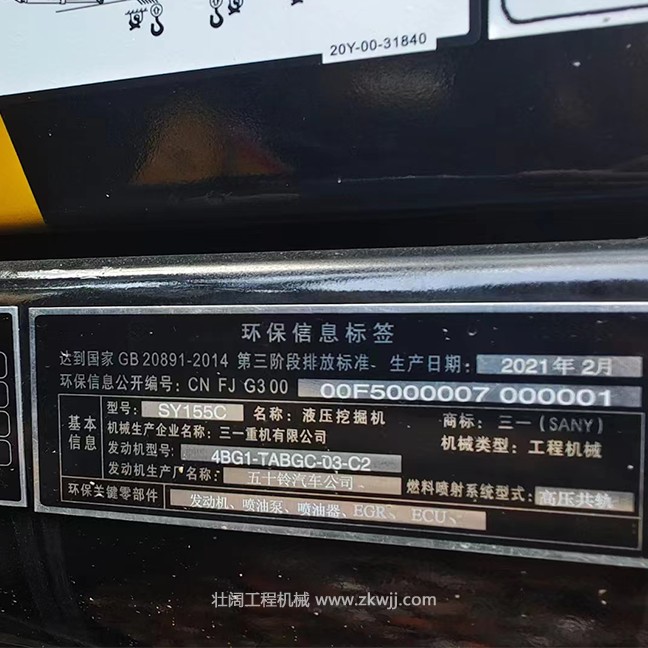 20Y-00-31840
环保信息标签
达到国家 GB 20891-2014 第三阶段排放标准. 生产日期: 2021年 2月
环保信息公开编号: CN FJ G3 00 00F5000007 000001
基本信息
型号: SY155C 名称: 液压挖掘机 商标: 三一 (SANY)
机械生产企业名称: 三一重机有限公司 机械类型: 工程机械
发动机型号: 4BG1-TABGC-03-C2
发动机生产厂名称: 五十铃汽车公司 燃料喷射系统型式: 高压共轨
环保关键零部件 发动机、喷油泵、喷油器、EGR、 ECU、
壮阔工程机械 www.zkwjj.com